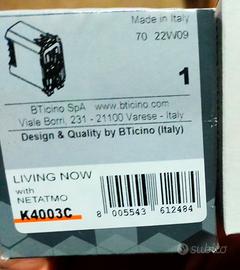 Made in Italy
70 22W09
1
BTicino SpA www.bticino.com
Viale Borri, 231 - 21100 Varese - Italy
Design & Quality by BTicino (Italy)
LIVING NOW
with
NETATMO
K4003C
8 005543 612484
subito